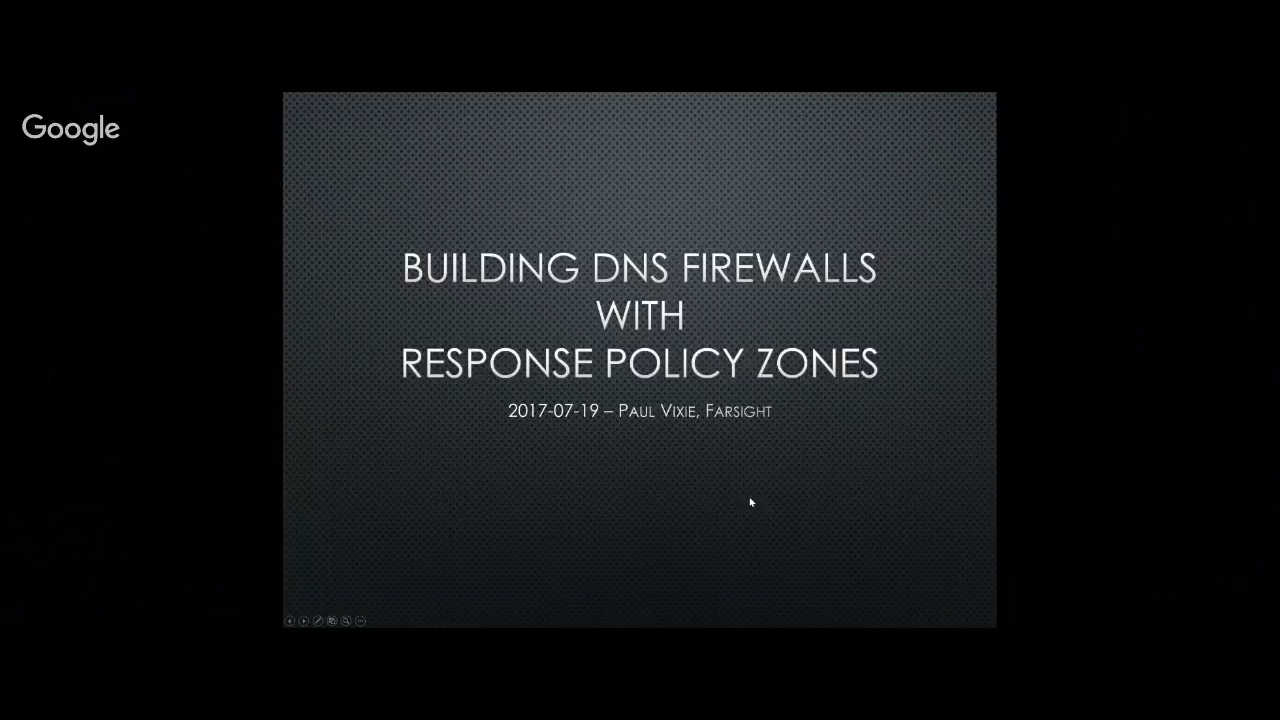 Google
BUILDING DNS FIREWALLS
WITH
RESPONSE POLICY ZONES
2017-07-19 – PAUL VIXIE, FARSIGHT